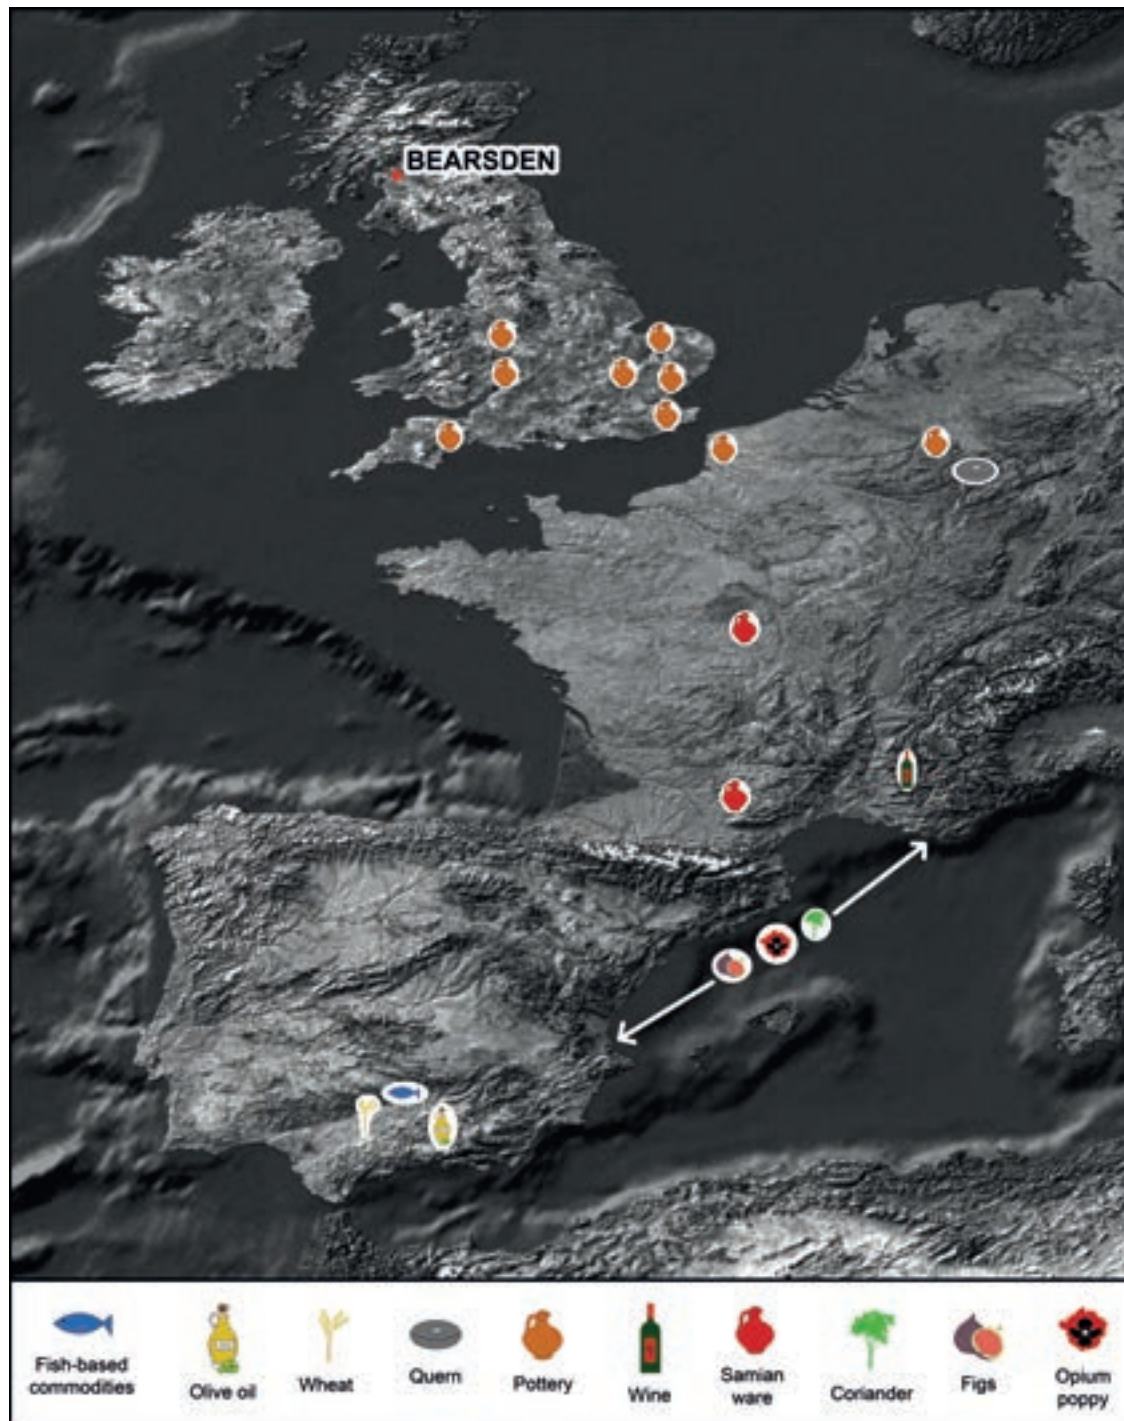 BEARSDEN
Fish-based
commodities
Olive oil
Wheat
Quern
Pottery
Wine
Samian
ware
Coriander
Figs
Opium
poppy